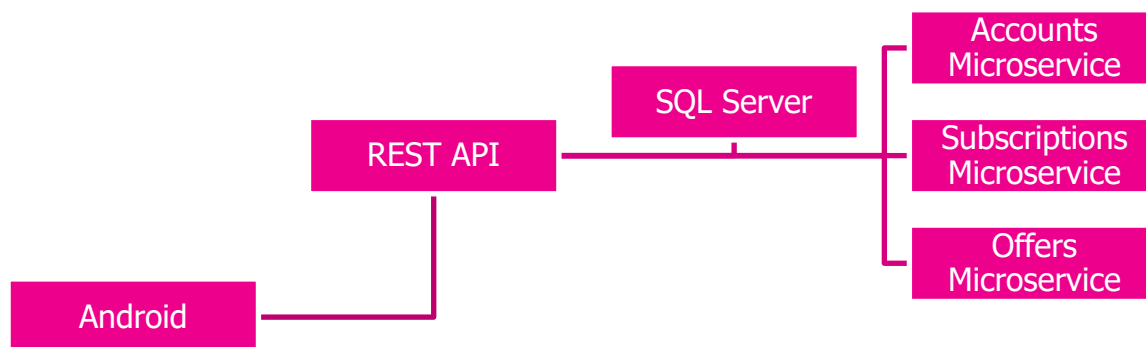 Accounts
Microservice
SQL Server
REST API
Subscriptions
Microservice
Offers
Microservice
Android